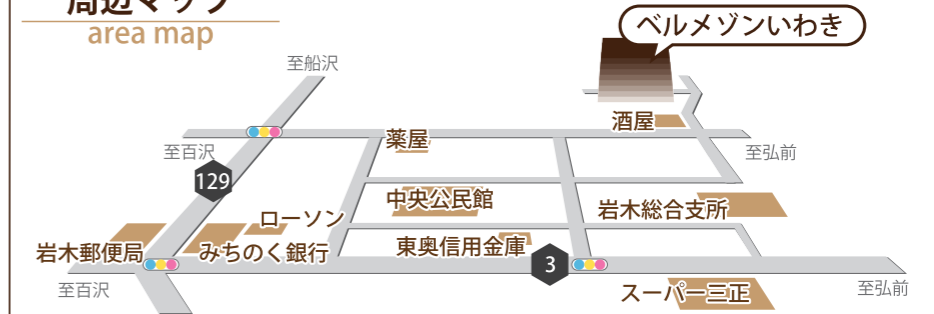 周辺マップ
area map
ベルメゾンいわき
至船沢
酒屋
薬屋
至百沢
至弘前
129
中央公民館
岩木総合支所
ローソン
岩木郵便局
みちのく銀行
東奥信用金庫
3
至百沢
スーパー三正
至弘前